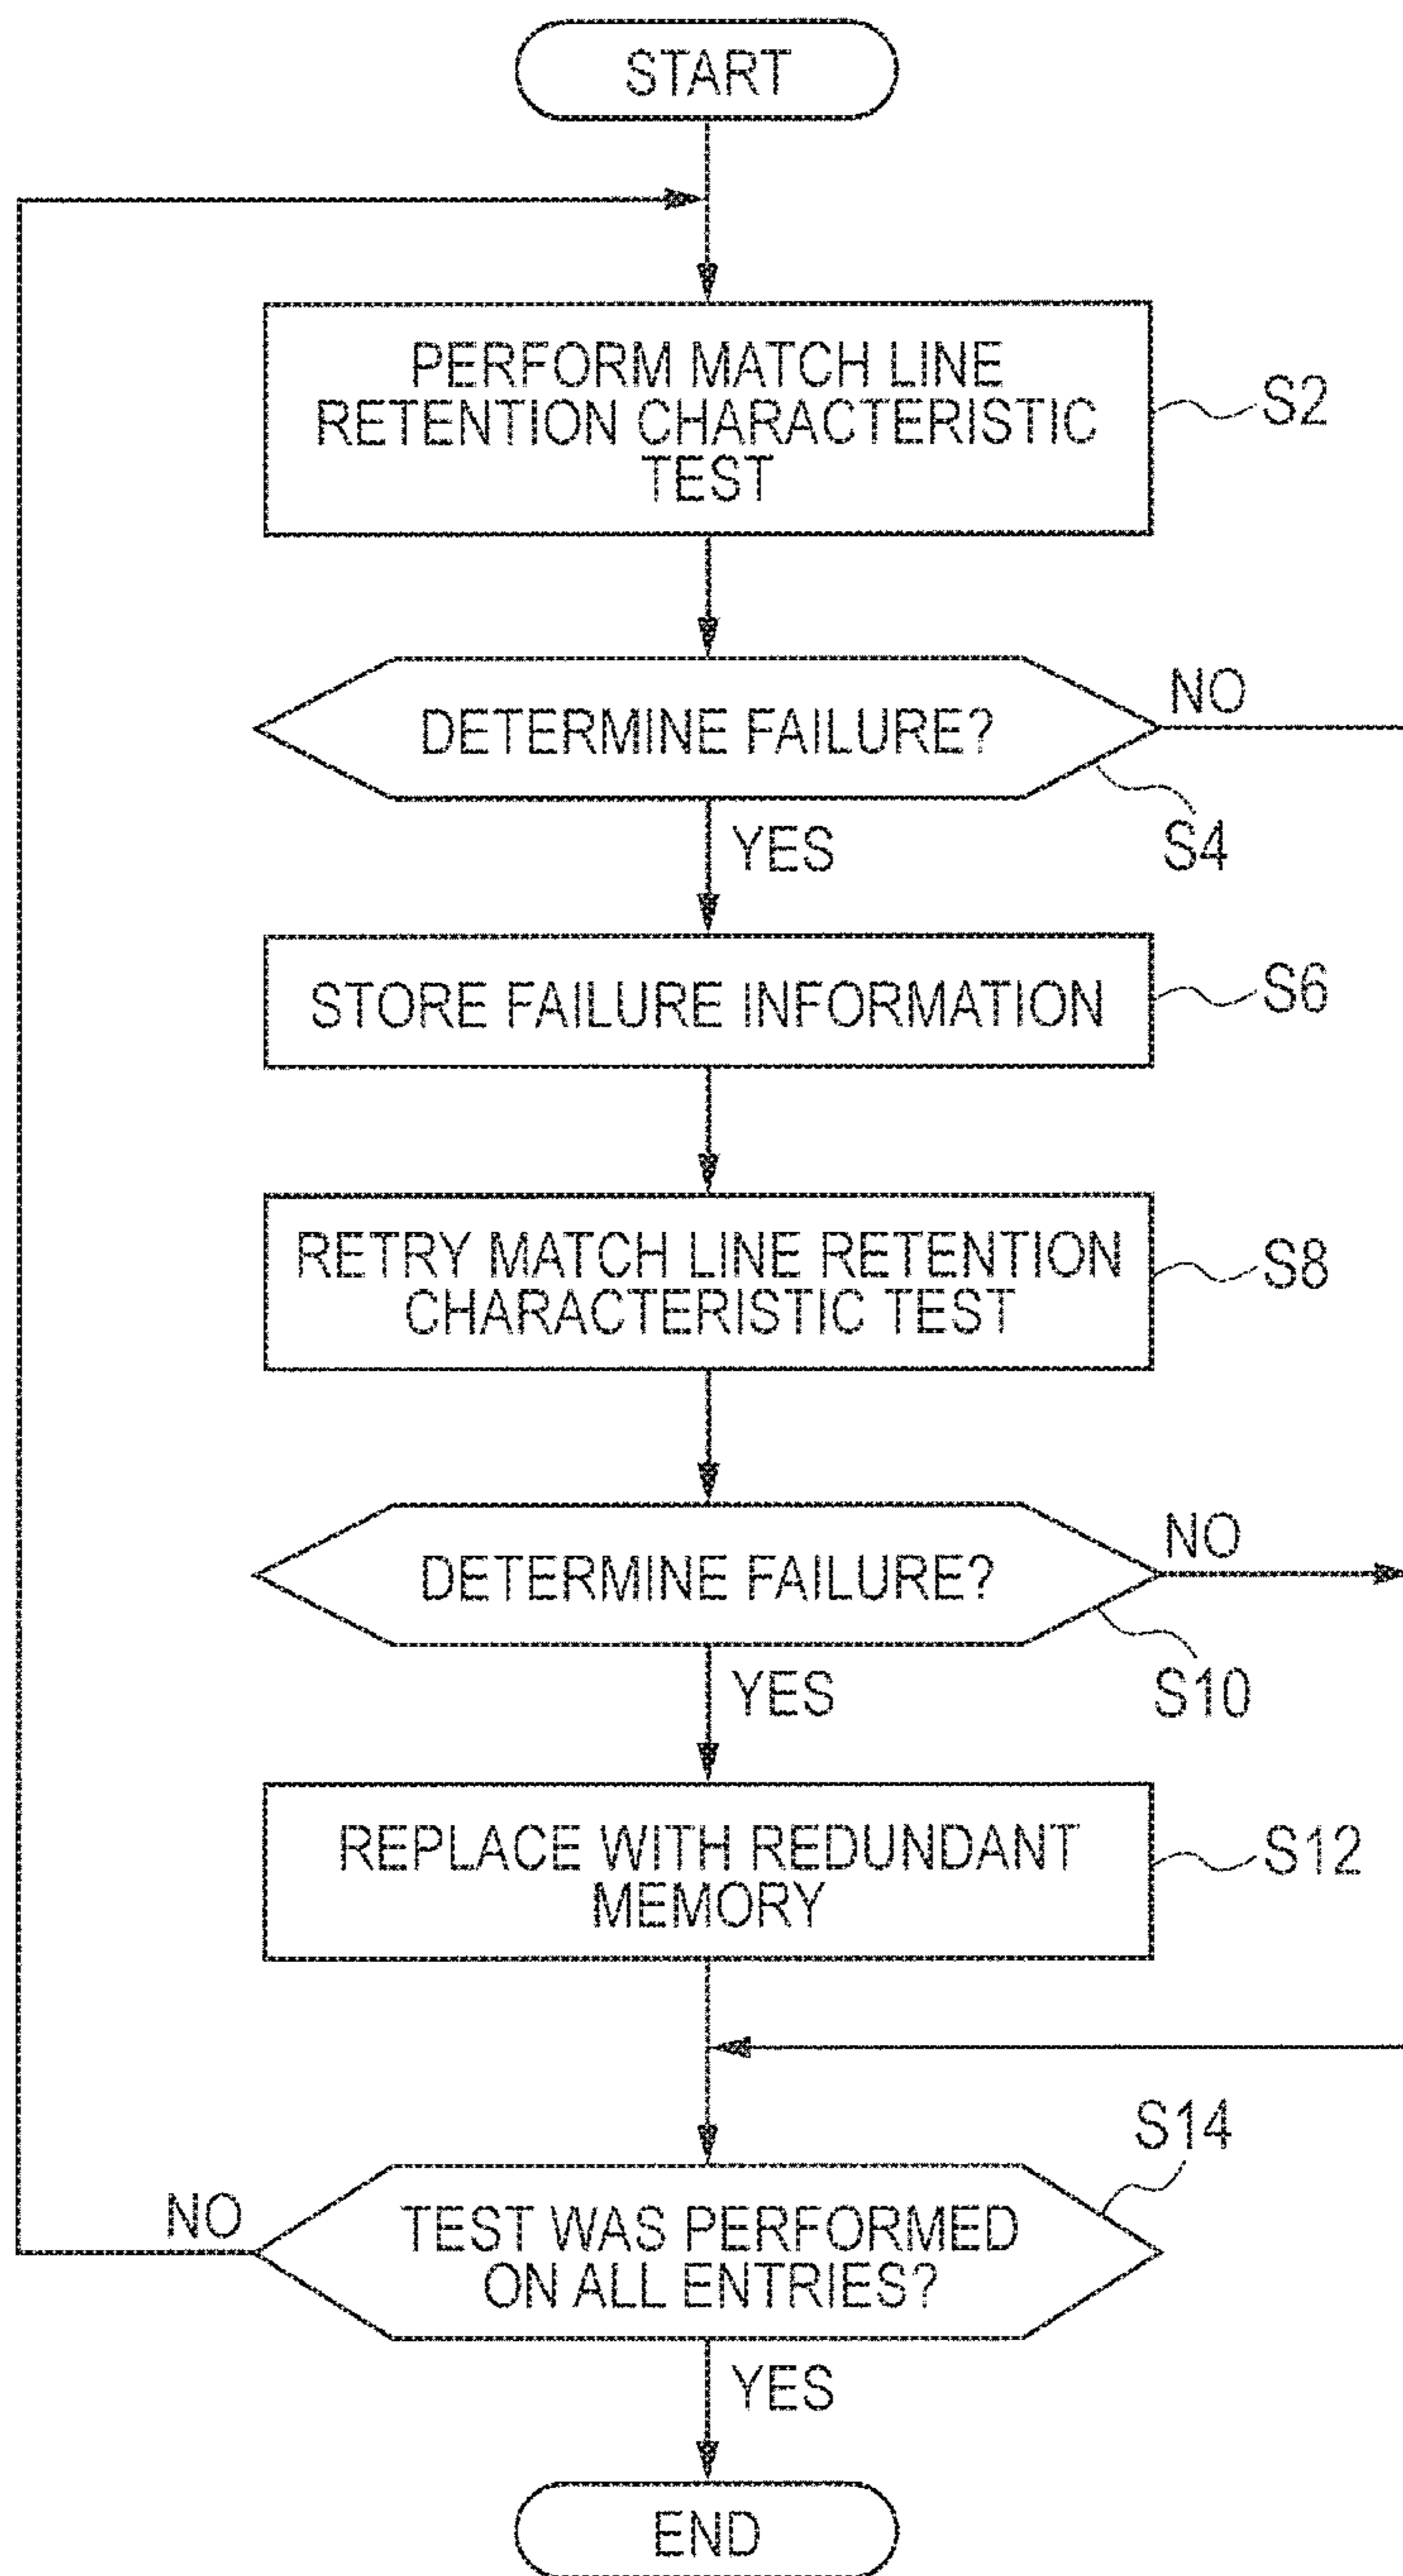 START
PERFORM MATCH LINE
RETENTION CHARACTERISTIC
TEST
S2
DETERMINE FAILURE?
NO
S4
YES
STORE FAILURE INFORMATION
S6
RETRY MATCH LINE RETENTION
CHARACTERISTIC TEST
S8
DETERMINE FAILURE?
NO
S10
YES
REPLACE WITH REDUNDANT
MEMORY
S12
S14
NO
TEST WAS PERFORMED
ON ALL ENTRIES?
YES
END